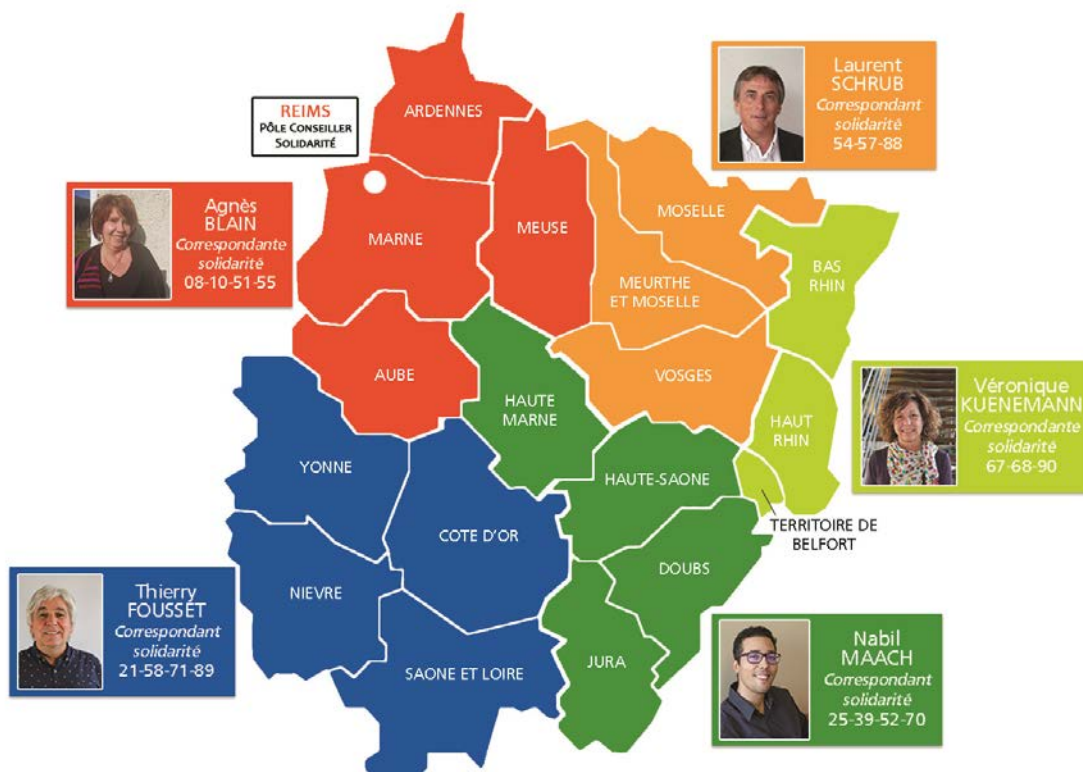 Laurent
SCHRUB
Correspondant
solidarité
54-57-88
ARDENNES
REIMS
PÔLE CONSEILLER
SOLIDARITÉ
Agnès
BLAIN
Correspondante
solidarité
08-10-51-55
MARNE
MEUSE
MOSELLE
MEURTHE
ET MOSELLE
BAS
RHIN
AUBE
VOSGES
HAUTE
MARNE
HAUT
RHIN
Véronique
KUENEMANN
Correspondante
solidarité
67-68-90
YONNE
HAUTE-SAONE
TERRITOIRE DE
BELFORT
COTE D'OR
DOUBS
NIEVRE
Thierry
FOUSSET
Correspondant
solidarité
21-58-71-89
SAONE ET LOIRE
JURA
Nabil
MAACH
Correspondant
solidarité
25-39-52-70